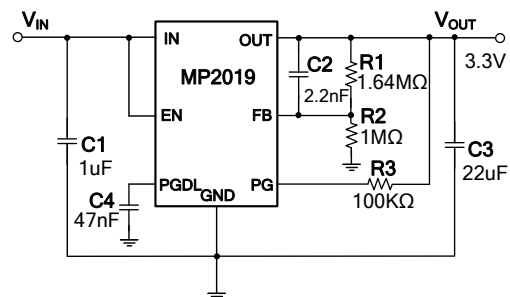 VIN
VOUT
IN
OUT
3.3V
MP2019
C2
2.2nF
R1
1.64MΩ
EN
FB
R2
1MΩ
C1
1uF
C3
22uF
PGDL
GND
PG
R3
100KΩ
C4
47nF